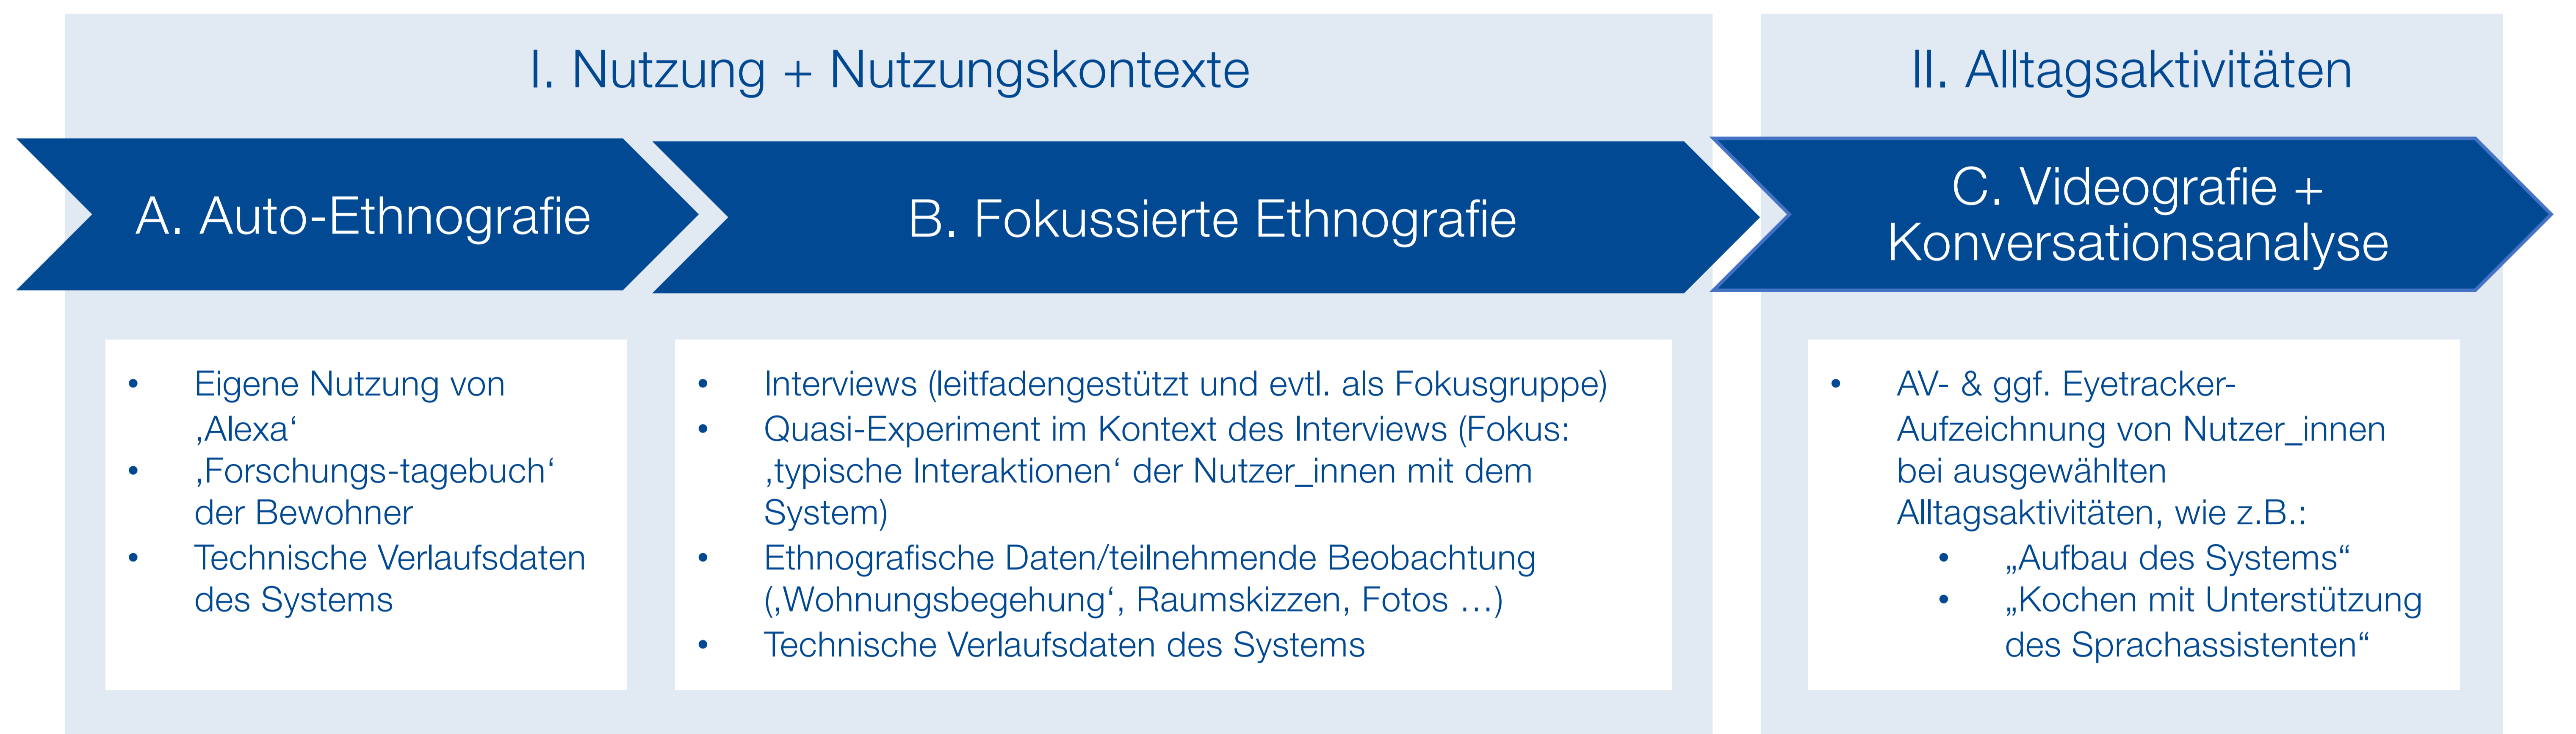 I. Nutzung + Nutzungskontexte
II. Alltagsaktivitäten
A. Auto-Ethnografie
B. Fokussierte Ethnografie
C. Videografie +
Konversationsanalyse
• Eigene Nutzung von
‚Alexa‘
• ‚Forschungs-tagebuch‘
der Bewohner
• Technische Verlaufsdaten
des Systems
• Interviews (leitfadengestützt und evtl. als Fokusgruppe)
• Quasi-Experiment im Kontext des Interviews (Fokus:
‚typische Interaktionen‘ der Nutzer_innen mit dem
System)
• Ethnografische Daten/teilnehmende Beobachtung
(‚Wohnungsbegehung‘, Raumskizzen, Fotos …)
• Technische Verlaufsdaten des Systems
• AV- & ggf. Eyetracker-
Aufzeichnung von Nutzer_innen
bei ausgewählten
Alltagsaktivitäten, wie z.B.:
• „Aufbau des Systems“
• „Kochen mit Unterstützung
des Sprachassistenten“